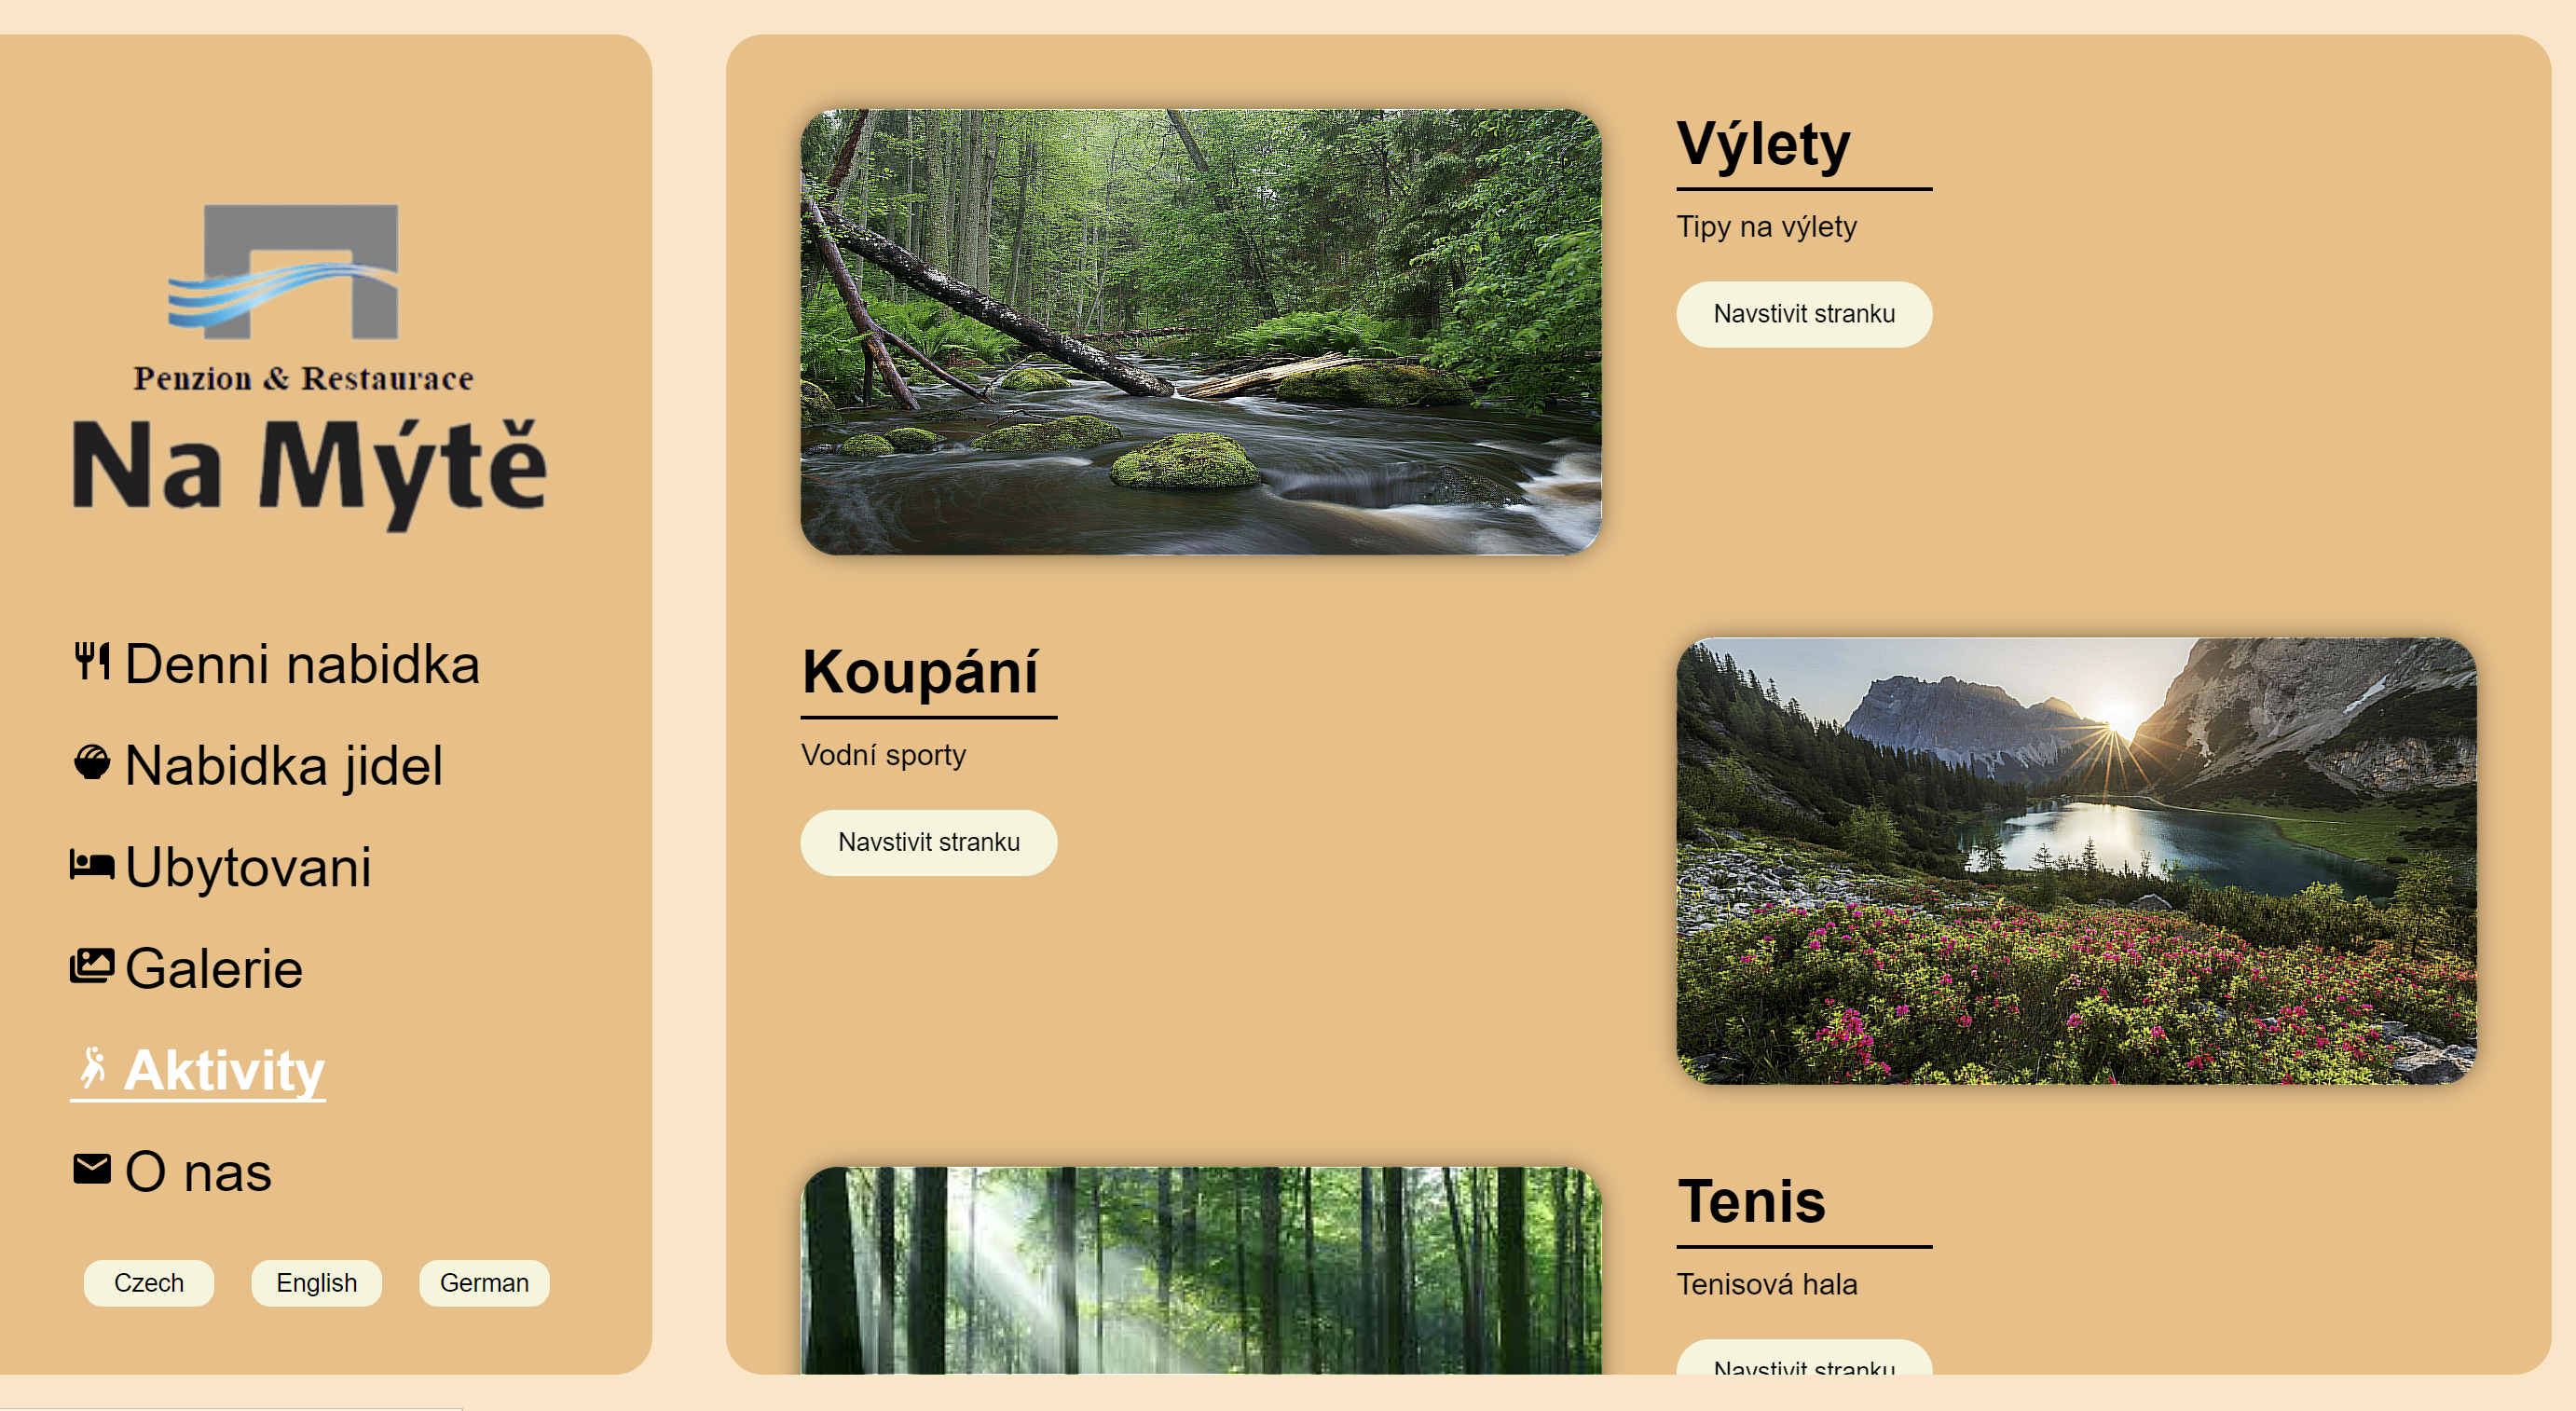 Penzion & Restaurace
Na Mýtě
Denni nabidka
Nabidka jidel
Ubytovani
Galerie
Aktivity
O nas
Czech
English
German
Výlety
Tipy na výlety
Navstivit stranku
Koupání
Vodní sporty
Navstivit stranku
Tenis
Tenisová hala
Navstivit stranku